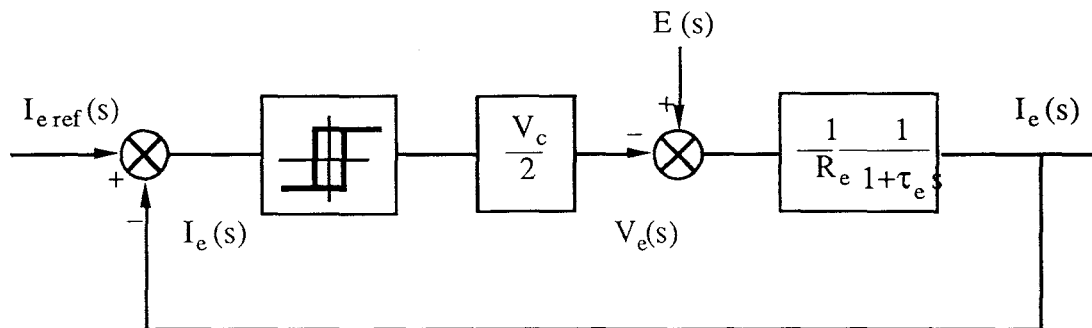 E(s)
I_e ref(s)
+
−
I_e(s)
V_c
2
−
+
V_e(s)
1 1
R_e 1+τ_e s
I_e(s)